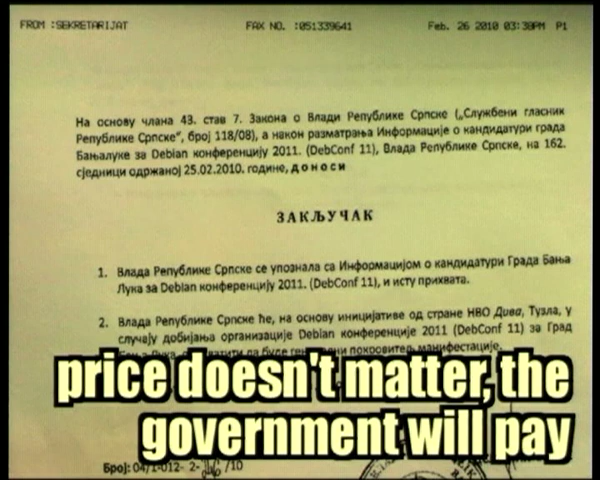 FROM :SEKRETARIJAT FAX NO. :051339641 Feb. 26 2010 03:38PM P1
На основу члана 43. став 7. Закона о Влади Републике Српске („Службени гласник
Републике Српске", број 118/08), а након разматрања Информације о кандидатури града
Бањалуке за Debian конференцију 2011. (DebConf 11), Влада Републике Српске, на 162.
сједници одржаној 25.02.2010. године, д о н о с и
З А К Љ У Ч А К
1. Влада Републике Српске се упознала са Информацијом о кандидатури Града Бања
Лука за Debian конференцију 2011. (DebConf 11), и исту прихвата.
2. Влада Републике Српске ће, на основу иницијативе од стране НВО Дива, Тузла, у
случају добијања организације Debian конференције 2011 (DebConf 11) за Град
да буде покровитељ манифестације.
price doesn't matter, the
government will pay
Број: 04/1-012- 2- /10